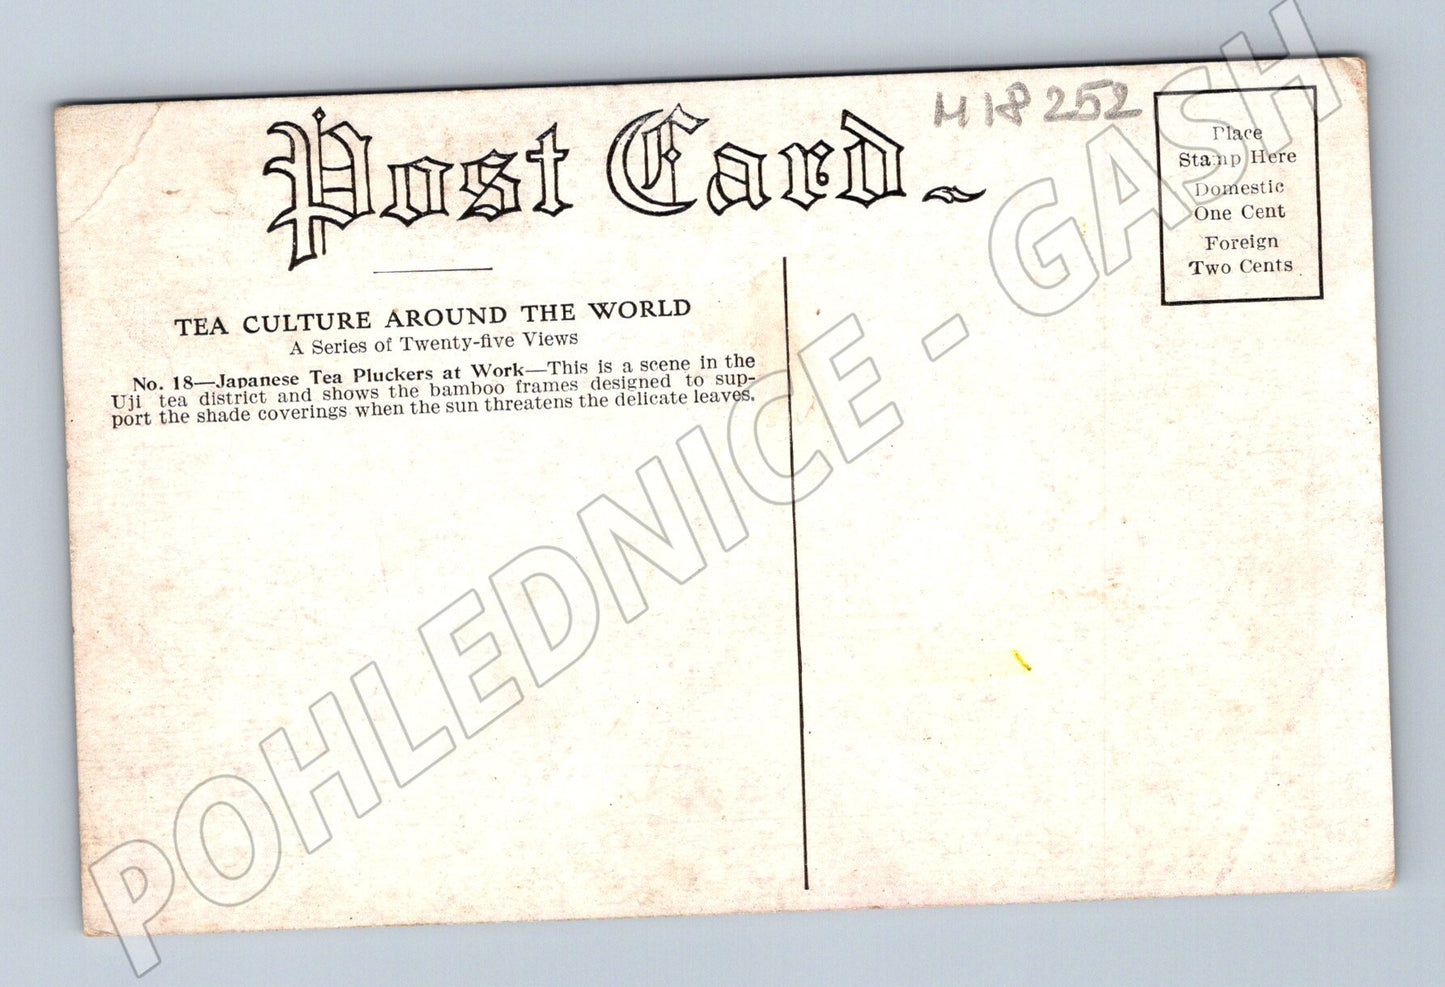 Post Card
M 18 252
Place
Stamp Here
Domestic
One Cent
Foreign
Two Cents
TEA CULTURE AROUND THE WORLD
A Series of Twenty-five Views
No. 18—Japanese Tea Pluckers at Work—This is a scene in the
Uji tea district and shows the bamboo frames designed to sup-
port the shade coverings when the sun threatens the delicate leaves.
POHLEDNICE - GASH